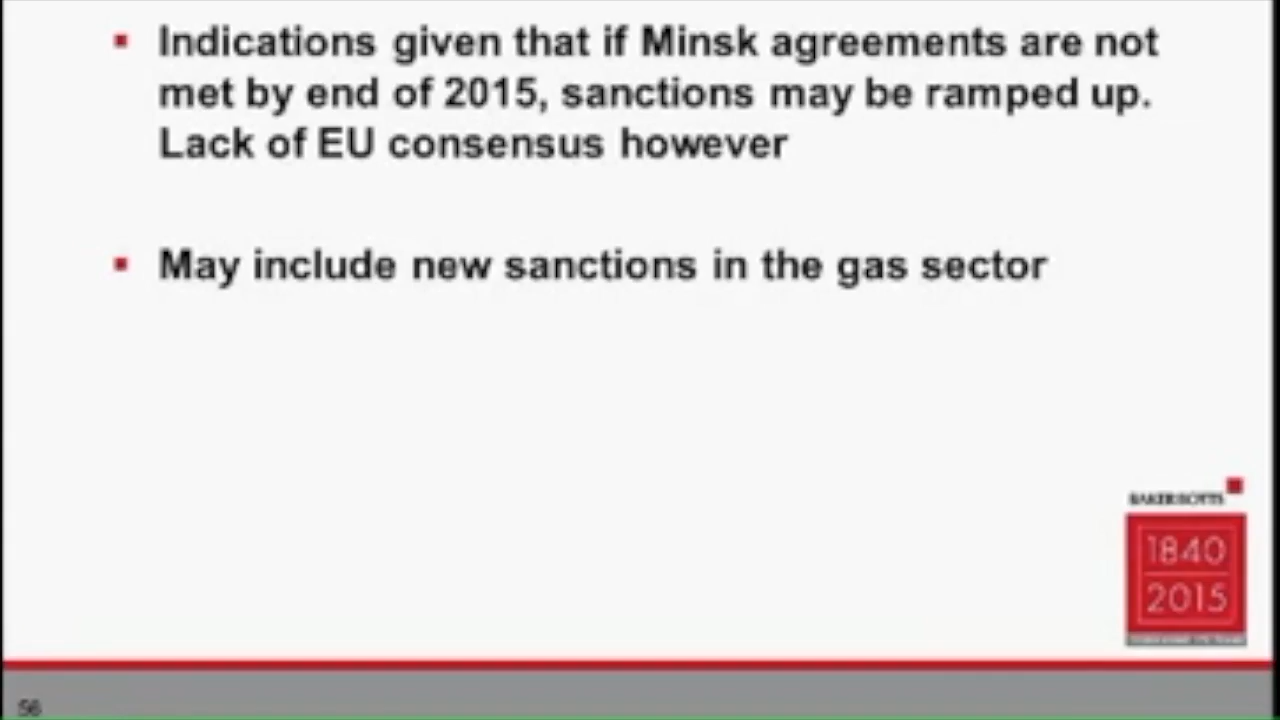 Indications given that if Minsk agreements are not
met by end of 2015, sanctions may be ramped up.
Lack of EU consensus however
May include new sanctions in the gas sector
BAKER BOTTS
1840
2015
56